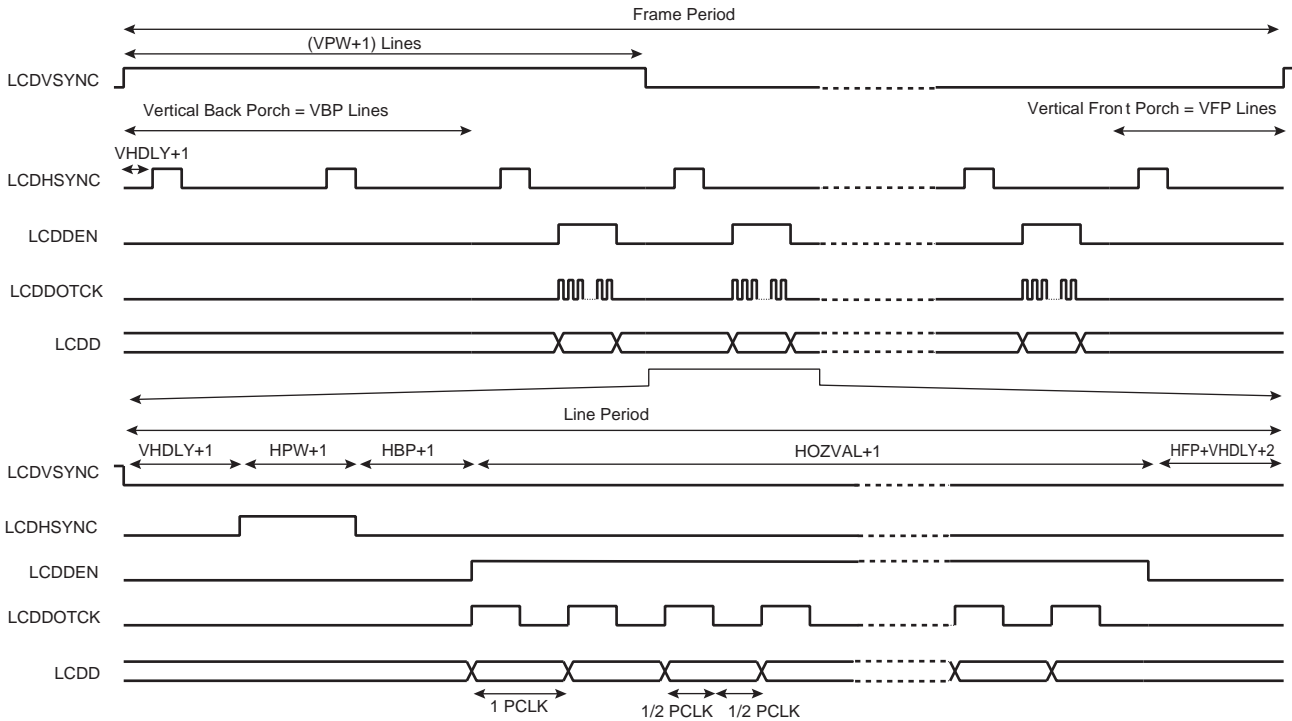 Frame Period
(VPW+1) Lines
LCDVSYNC
Vertical Back Porch = VBP Lines
Vertical Front Porch = VFP Lines
VHDLY+1
LCDHSYNC
LCDDEN
LCDDOTCK
LCDD
Line Period
VHDLY+1 HPW+1 HBP+1 HOZVAL+1 HFP+VHDLY+2
LCDVSYNC
LCDHSYNC
LCDDEN
LCDDOTCK
LCDD
1 PCLK 1/2 PCLK 1/2 PCLK